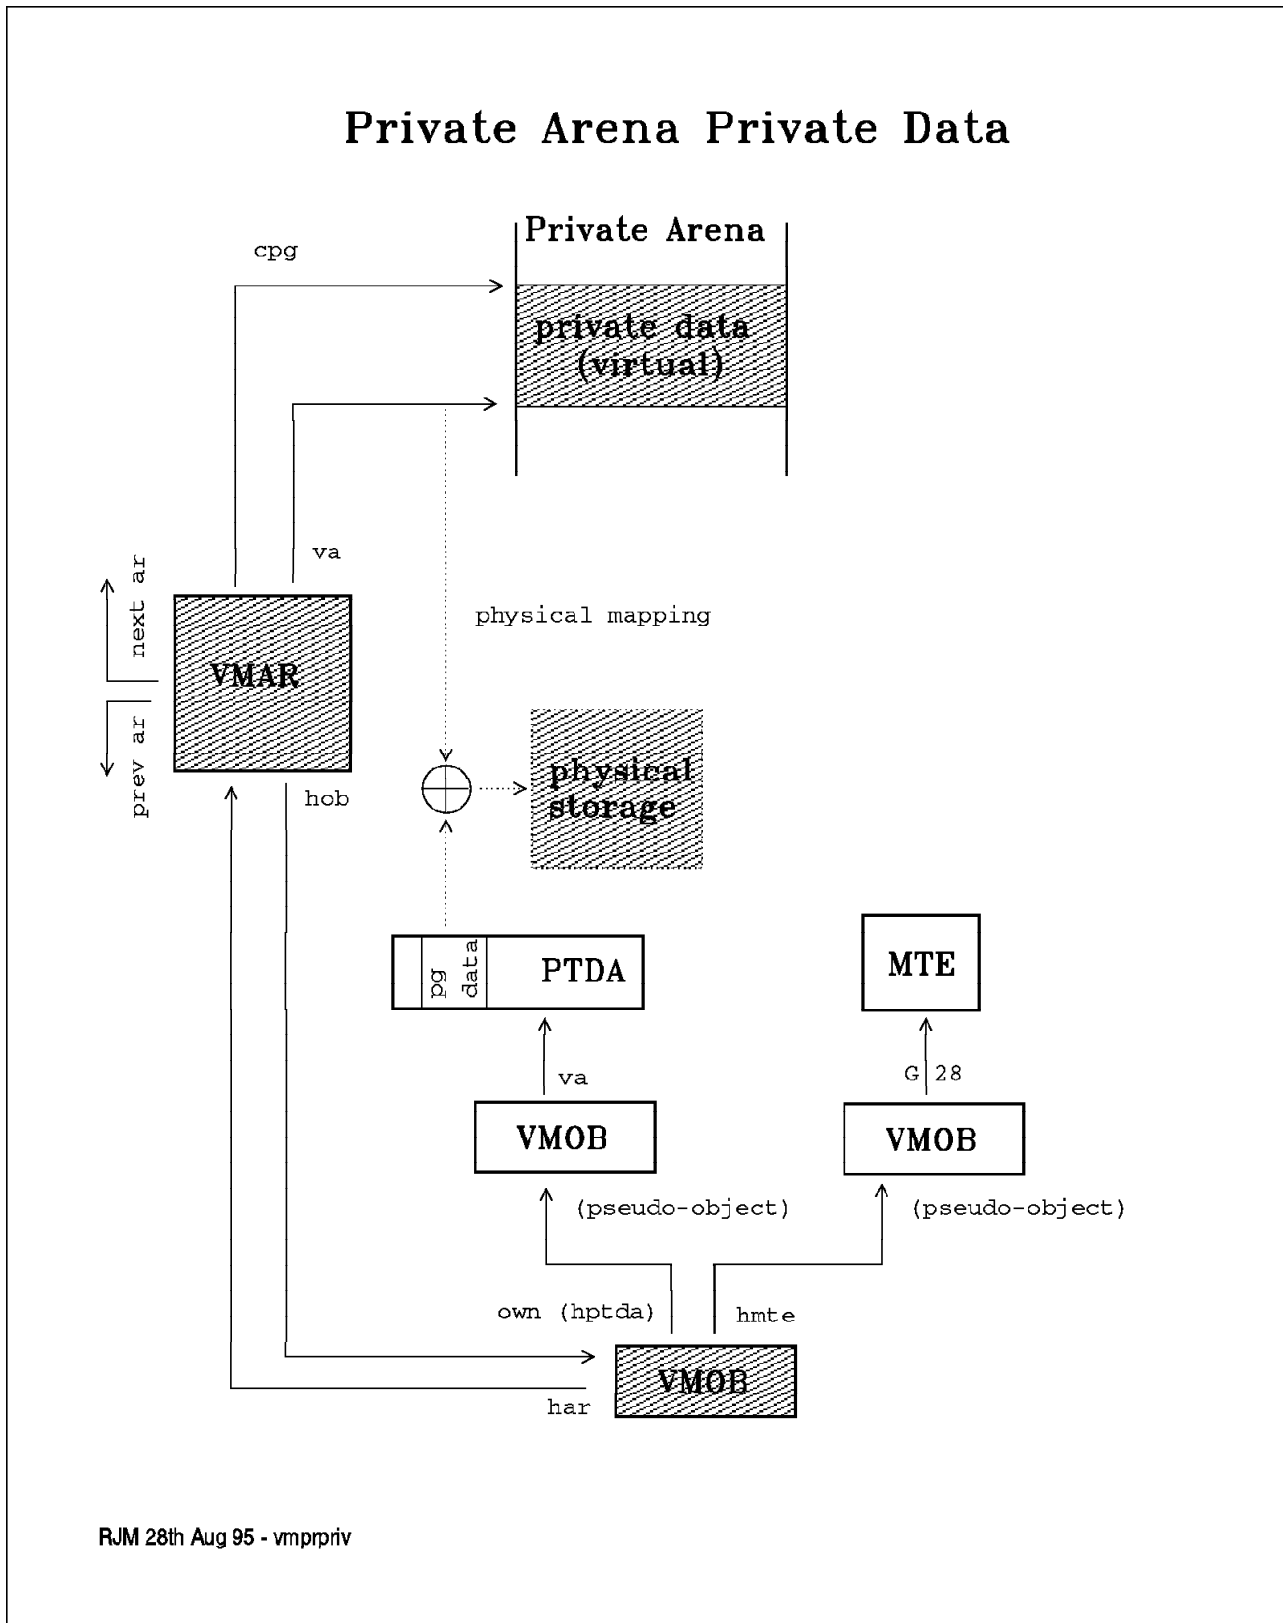 Private Arena Private Data
Private Arena
cpg
private data
(virtual)
va
next ar
physical mapping
VMAR
prev ar
hob
physical
storage
pg
data
PTDA
MTE
va
G 28
VMOB
VMOB
(pseudo-object)
(pseudo-object)
own (hptda)
hmte
VMOB
har
RJM 28th Aug 95 - vmprpriv